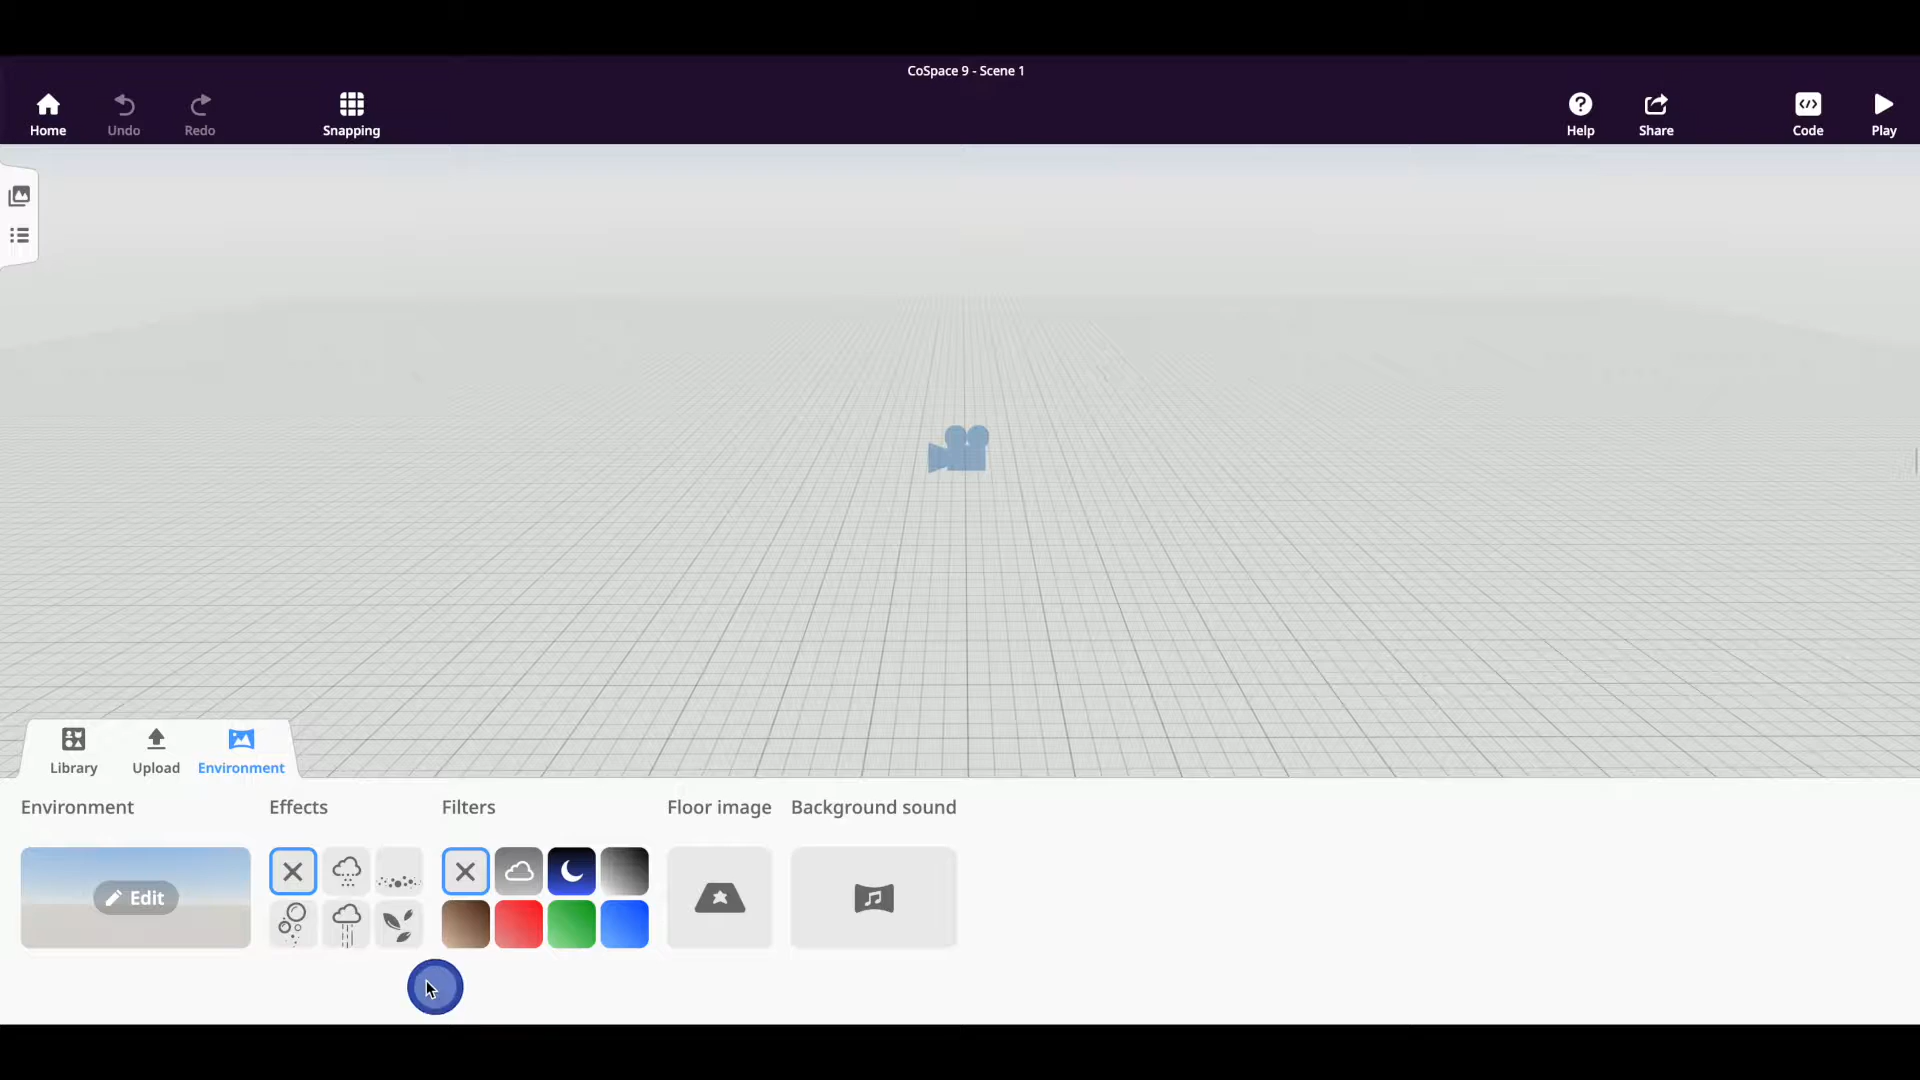 CoSpace 9 - Scene 1
Home
Undo
Redo
Snapping
Help
Share
Code
Play
Library
Upload
Environment
Environment
Effects
Filters
Floor image
Background sound
Edit